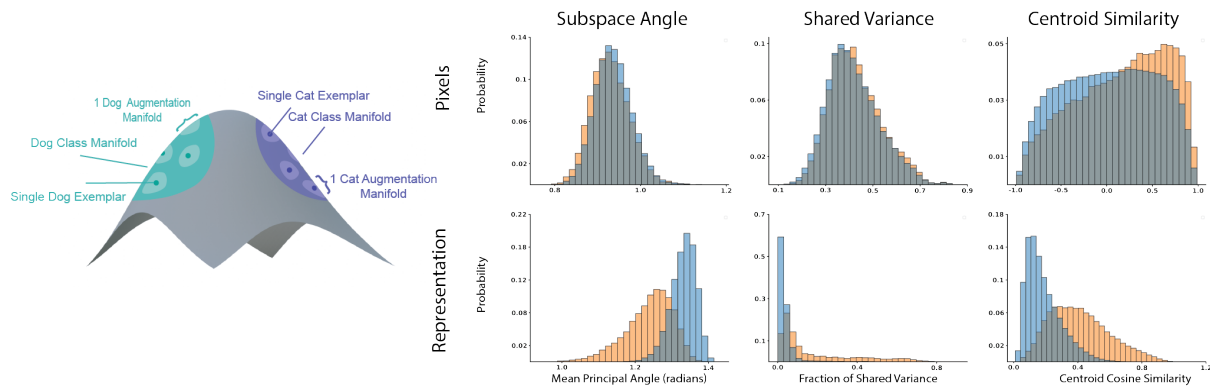 Subspace Angle
Shared Variance
Centroid Similarity
1 Dog Augmentation
Manifold
Dog Class Manifold
Single Dog Exemplar
Single Cat Exemplar
Cat Class Manifold
1 Cat Augmentation
Manifold
Pixels
Probability
0.14
0.1
0.06
0.02
0.8
1.0
1.2
0.1
0.06
0.02
0.1
0.3
0.5
0.7
0.9
0.05
0.03
0.01
-1.0
-0.5
0.0
0.5
1.0
Representation
Probability
0.22
0.18
0.12
0.08
0.02
1.0
1.2
1.4
Mean Principal Angle (radians)
0.7
0.5
0.3
0.1
0.0
0.4
0.8
Fraction of Shared Variance
0.18
0.14
0.1
0.06
0.02
0.0
0.4
0.8
1.2
Centroid Cosine Similarity